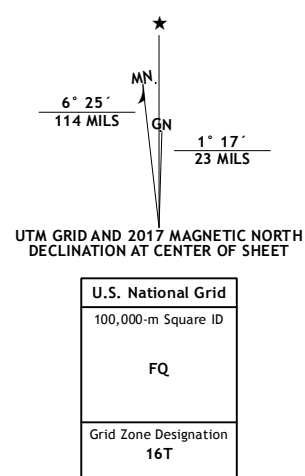 ★
MN.
GN
6° 25´
114 MILS
1° 17´
23 MILS
UTM GRID AND 2017 MAGNETIC NORTH
DECLINATION AT CENTER OF SHEET
U.S. National Grid
100,000-m Square ID
FQ
Grid Zone Designation
16T